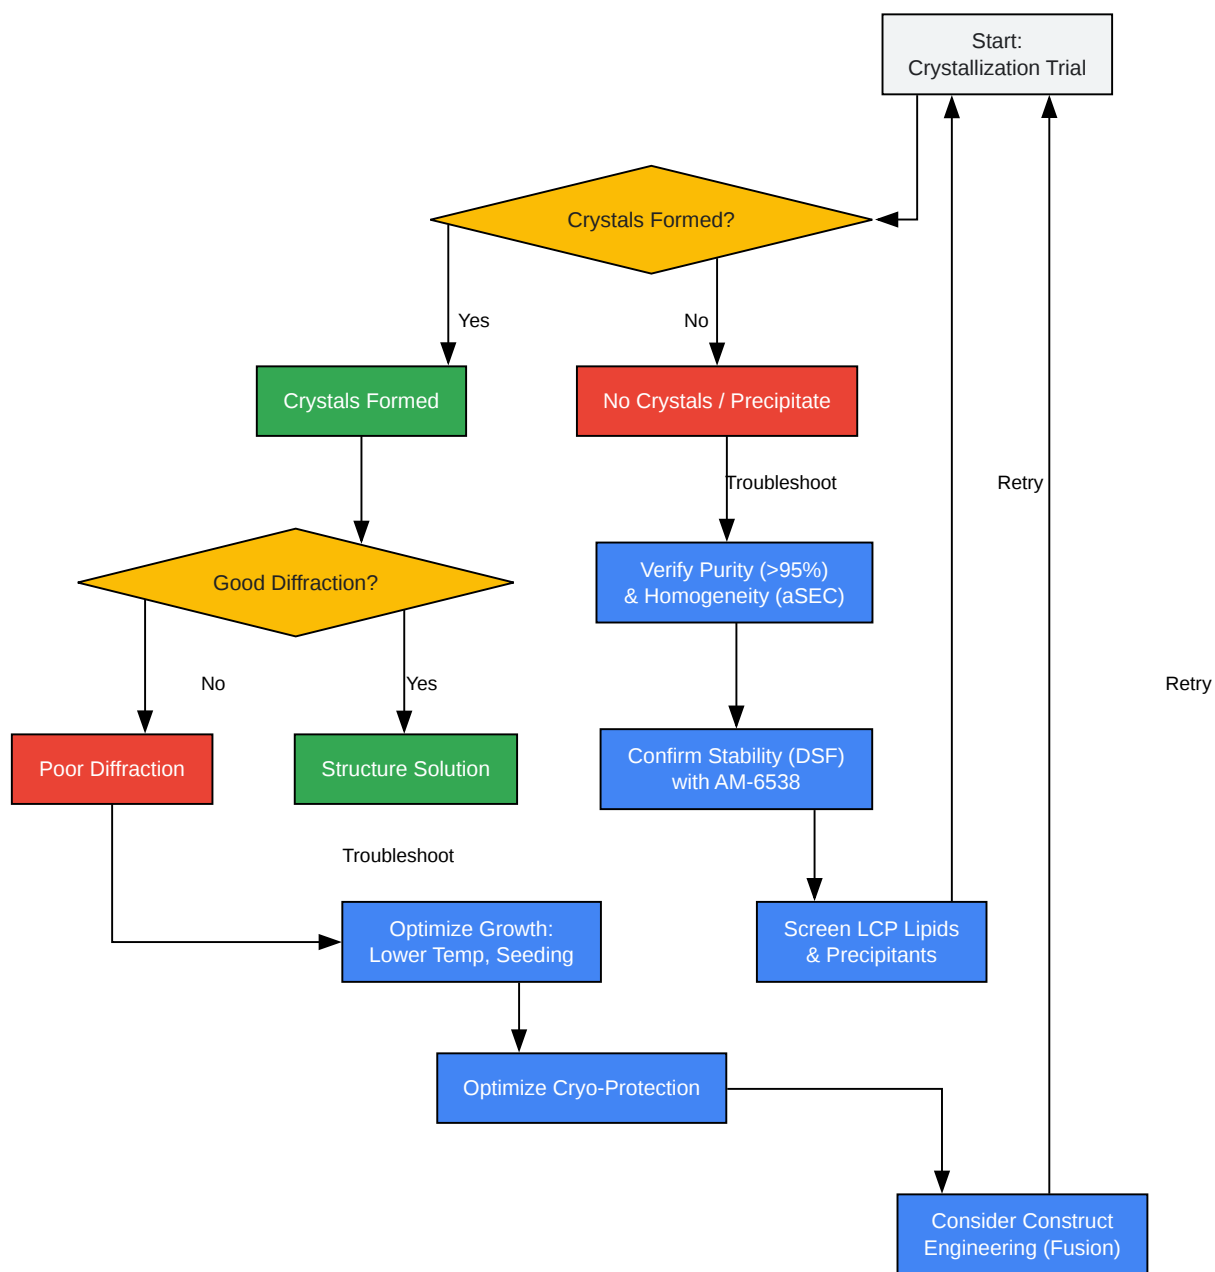 Start:
Crystallization Trial
Crystals Formed?
Yes
No
Crystals Formed
No Crystals / Precipitate
Troubleshoot
Retry
Good Diffraction?
Verify Purity (>95%)
& Homogeneity (aSEC)
No
Yes
Retry
Poor Diffraction
Structure Solution
Confirm Stability (DSF)
with AM-6538
Troubleshoot
Optimize Growth:
Lower Temp, Seeding
Screen LCP Lipids
& Precipitants
Optimize Cryo-Protection
Consider Construct
Engineering (Fusion)